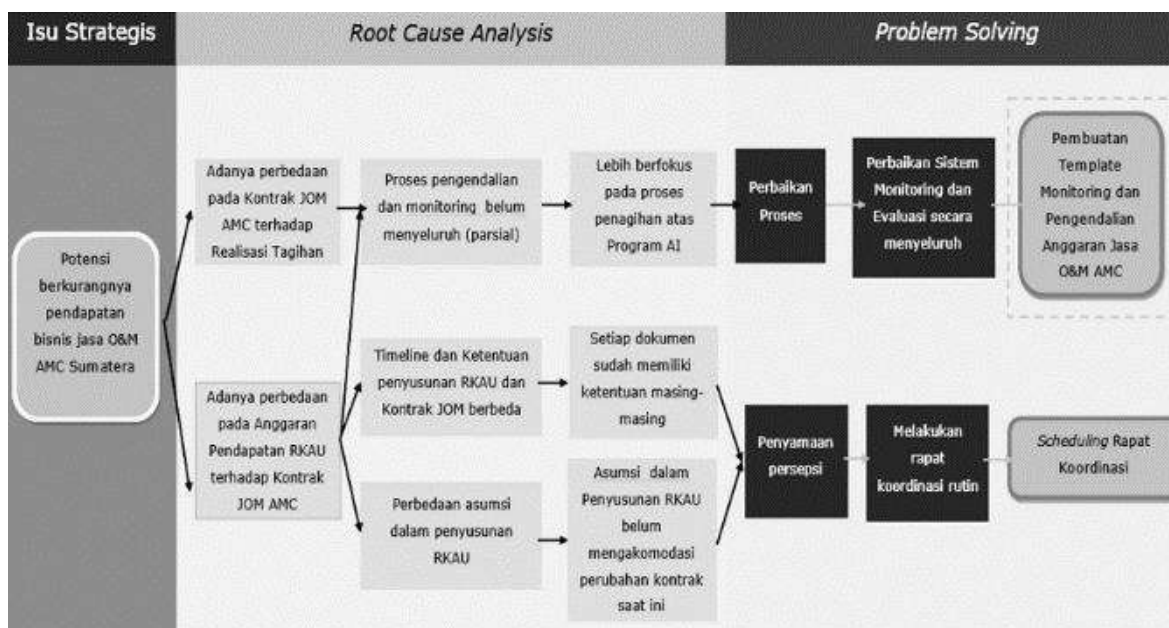 Isu Strategis
Root Cause Analysis
Problem Solving
Potensi
berkurangnya
pendapatan
bisnis jasa O&M
AMC Sumatera
Adanya perbedaan
pada Kontrak JOM
AMC terhadap
Realisasi Tagihan
Proses pengendalian
dan monitoring belum
menyeluruh (parsial)
Lebih berfokus
pada proses
penagihan atas
Program AI
Perbaikan
Proses
Perbaikan Sistem
Monitoring dan
Evaluasi secara
menyeluruh
Pembuatan
Template
Monitoring dan
Pengendalian
Anggaran Jasa
O&M AMC
Adanya perbedaan
pada Anggaran
Pendapatan RKAU
terhadap Kontrak
JOM AMC
Timeline dan Ketentuan
penyusunan RKAU dan
Kontrak JOM berbeda
Setiap dokumen
sudah memiliki
ketentuan masing-
masing
Perbedaan asumsi
dalam penyusunan
RKAU
Asumsi dalam
Penyusunan RKAU
belum
mengakomodasi
perubahan kontrak
saat ini
Penyamaan
persepsi
Melakukan
rapat
koordinasi rutin
Scheduling Rapat
Koordinasi